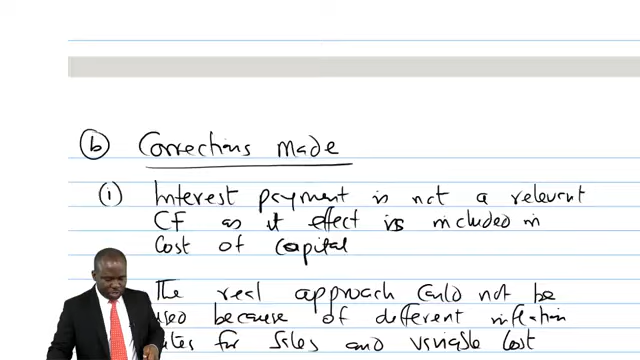 b Corrections made
(i) Interest payment is not a relevant
CF as it effect is included in
Cost of capital
The real approach could not be
used because of different inflation
rates for Sales and variable Cost